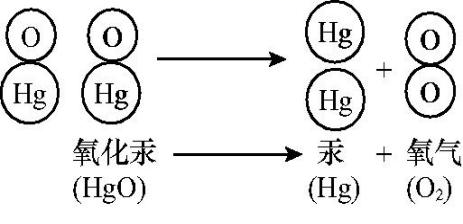 O O Hg O
Hg Hg Hg + O
氧化汞 汞 + 氧气
(HgO) (Hg) (O₂)